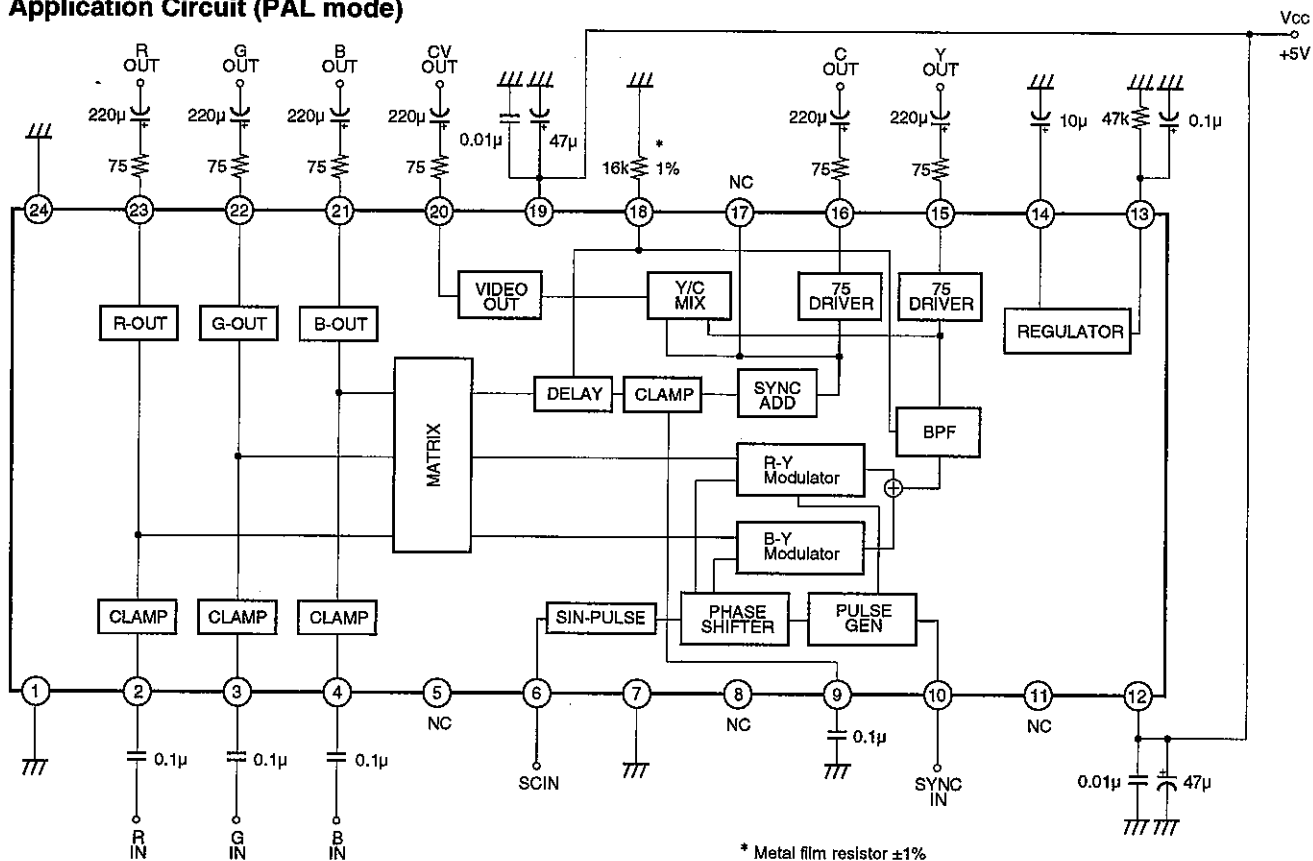 Application Circuit (PAL mode)
Vcc
+5V
R
OUT
G
OUT
B
OUT
CV
OUT
C
OUT
Y
OUT
220µ
220µ
220µ
220µ
0.01µ
47µ
*
16k
1%
220µ
220µ
10µ
47k
0.1µ
75
75
75
75
NC
75
75
24
23
22
21
20
19
18
17
16
15
14
13
R-OUT
G-OUT
B-OUT
VIDEO
OUT
Y/C
MIX
75
DRIVER
75
DRIVER
REGULATOR
MATRIX
DELAY
CLAMP
SYNC
ADD
BPF
R-Y
Modulator
+
B-Y
Modulator
CLAMP
CLAMP
CLAMP
SIN-PULSE
PHASE
SHIFTER
PULSE
GEN
1
2
3
4
5
6
7
8
9
10
11
12
NC
NC
NC
0.1µ
0.1µ
0.1µ
0.1µ
SCIN
SYNC
IN
0.01µ
47µ
R
IN
G
IN
B
IN
* Metal film resistor ±1%